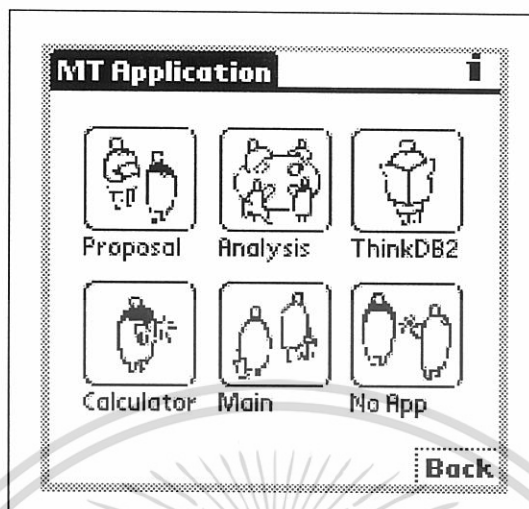 MT Application i
Proposal Analysis ThinkDB2
Calculator Main No App
Back